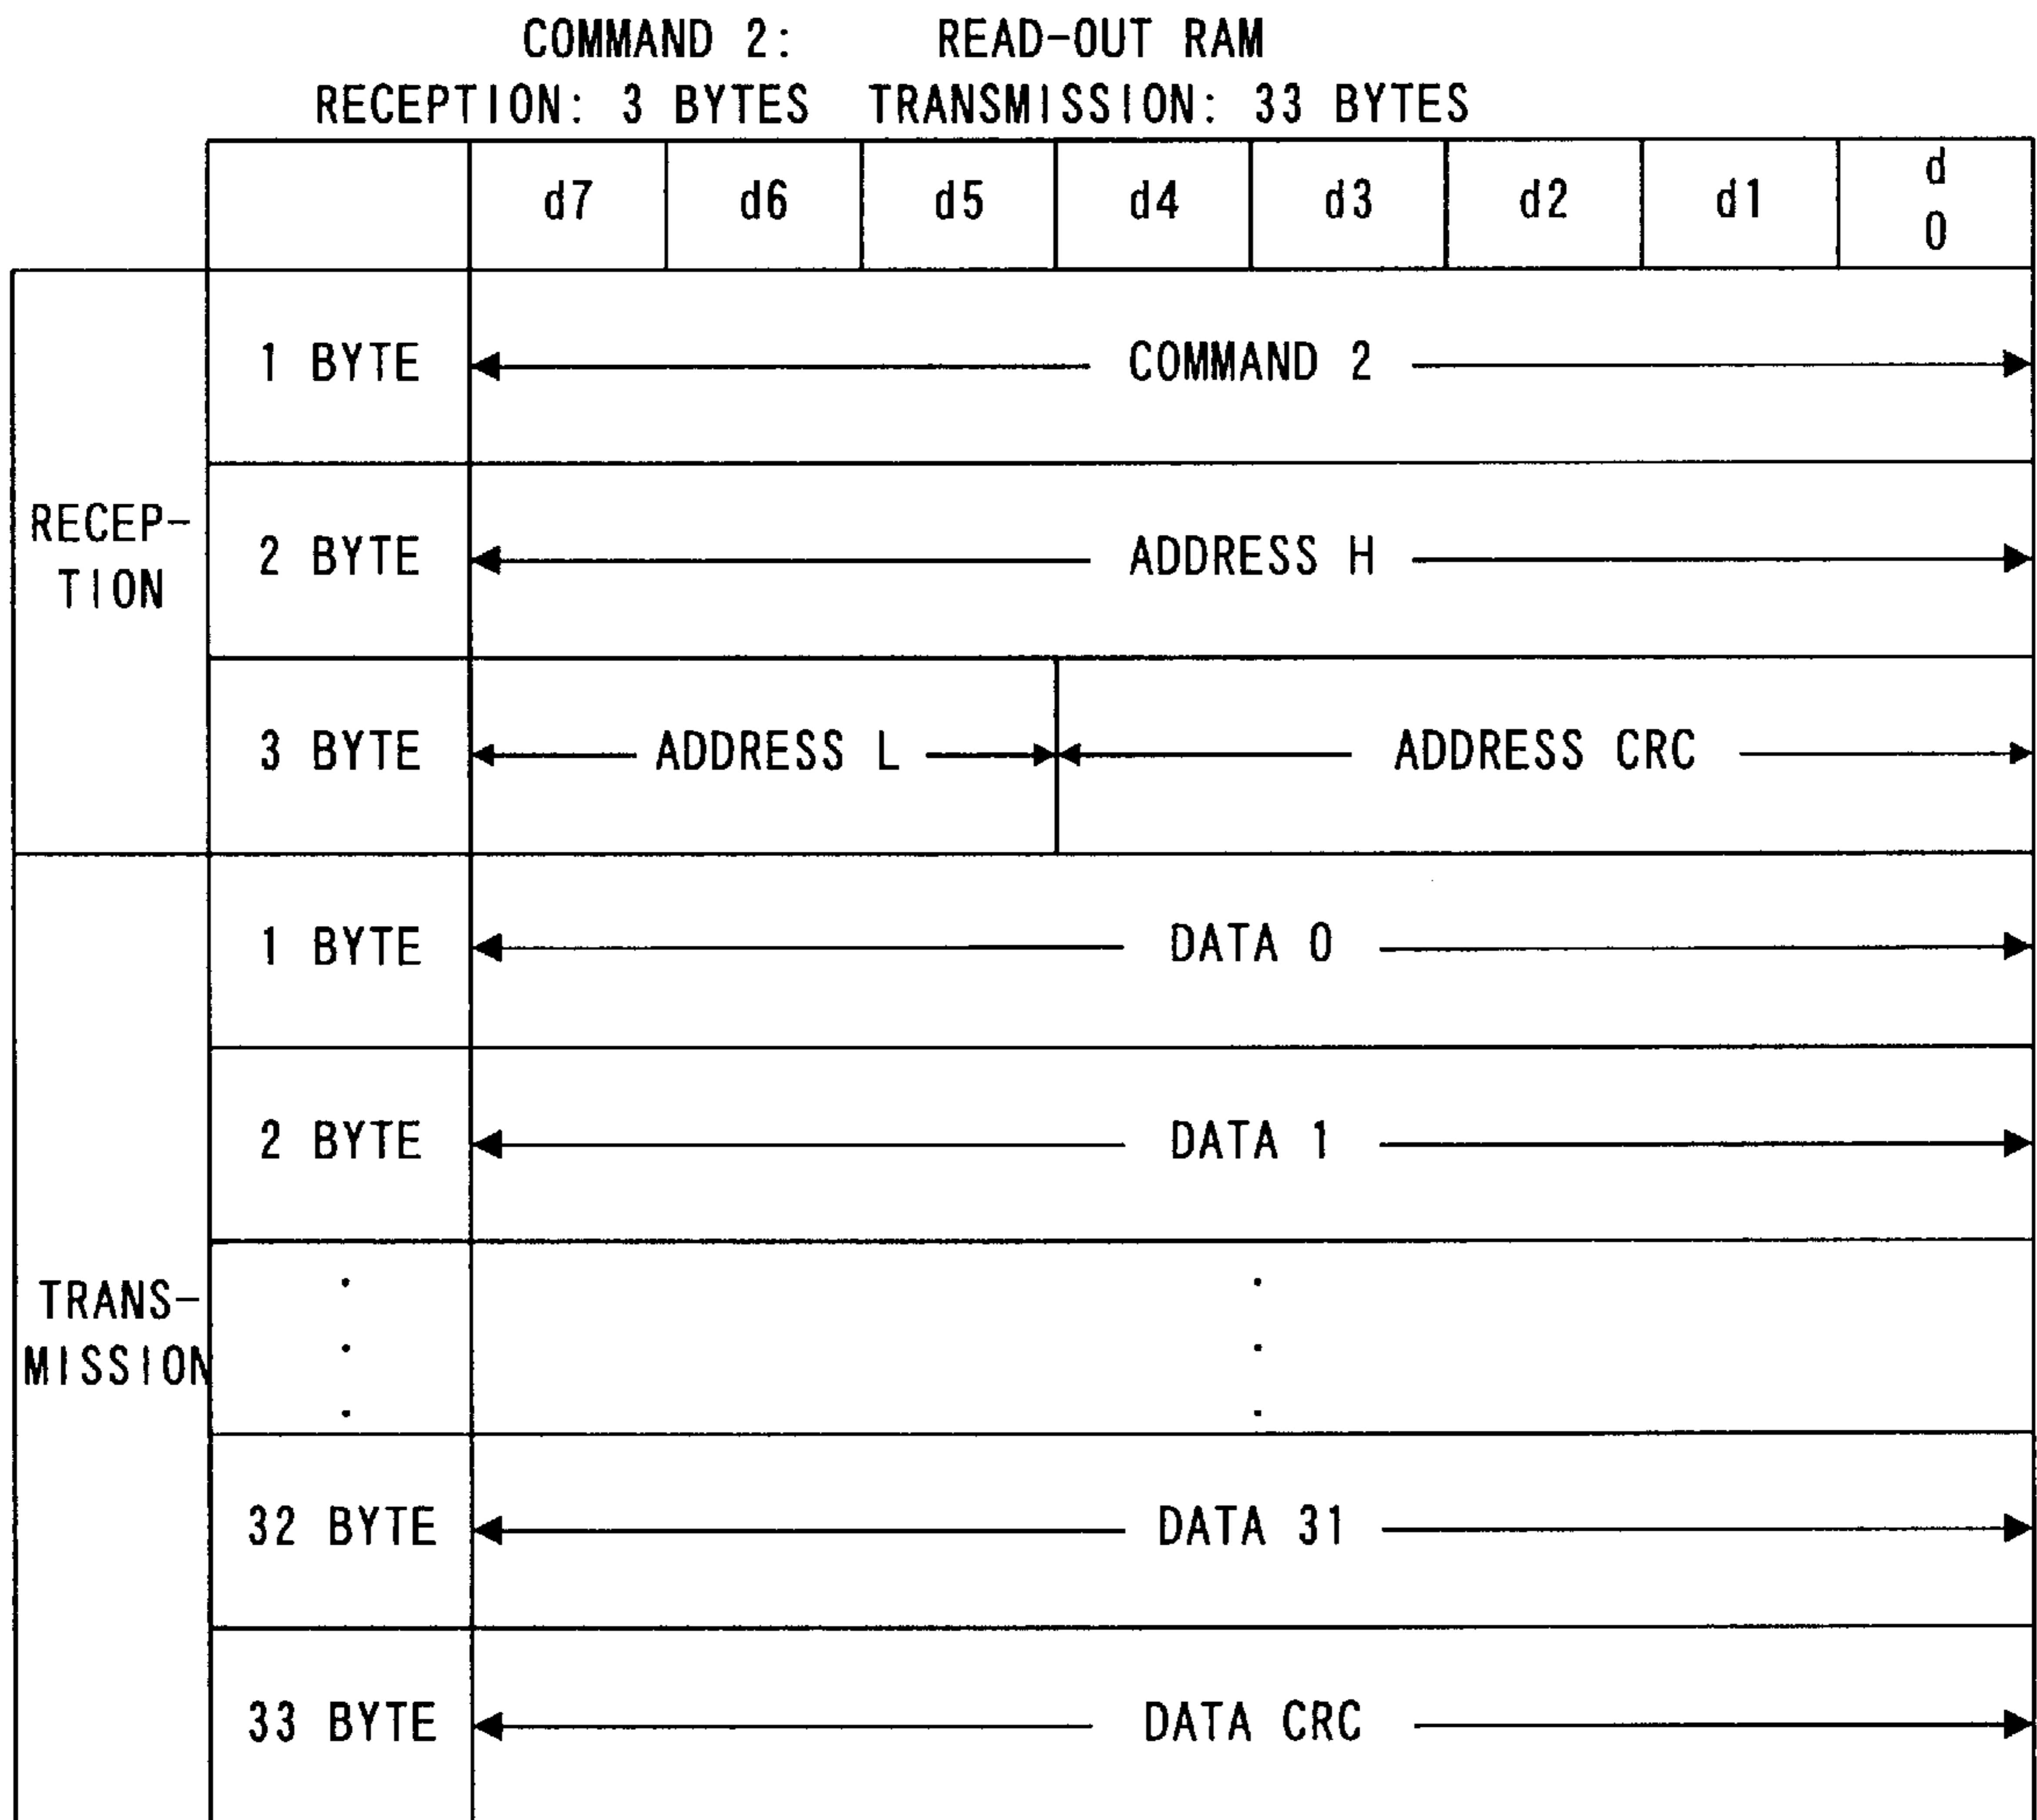 COMMAND 2: READ-OUT RAM
RECEPTION: 3 BYTES TRANSMISSION: 33 BYTES
d7 d6 d5 d4 d3 d2 d1 d
0
RECEP-
TION
1 BYTE COMMAND 2
2 BYTE ADDRESS H
3 BYTE ADDRESS L ADDRESS CRC
TRANS-
MISSION
1 BYTE DATA 0
2 BYTE DATA 1
. .
. .
. .
32 BYTE DATA 31
33 BYTE DATA CRC